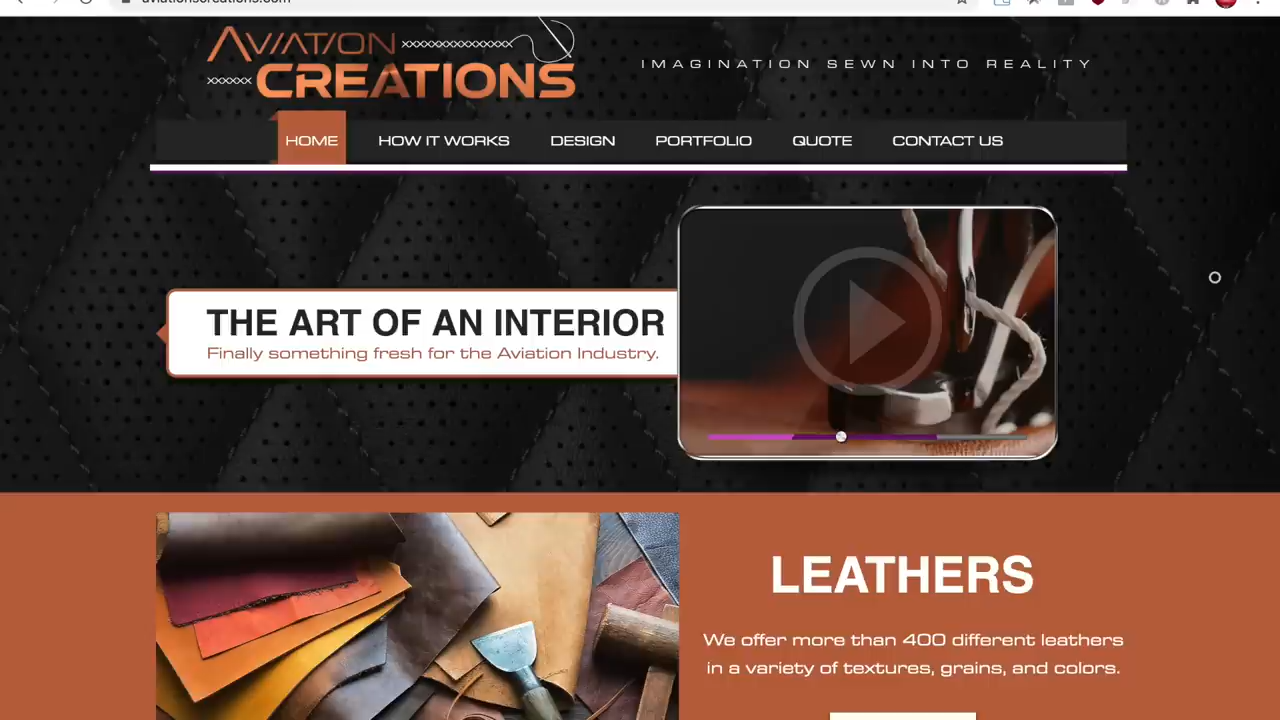 aviationscreations.com
AVIATION
CREATIONS
IMAGINATION SEWN INTO REALITY
HOME HOW IT WORKS DESIGN PORTFOLIO QUOTE CONTACT US
THE ART OF AN INTERIOR
Finally something fresh for the Aviation Industry.
LEATHERS
We offer more than 400 different leathers
in a variety of textures, grains, and colors.